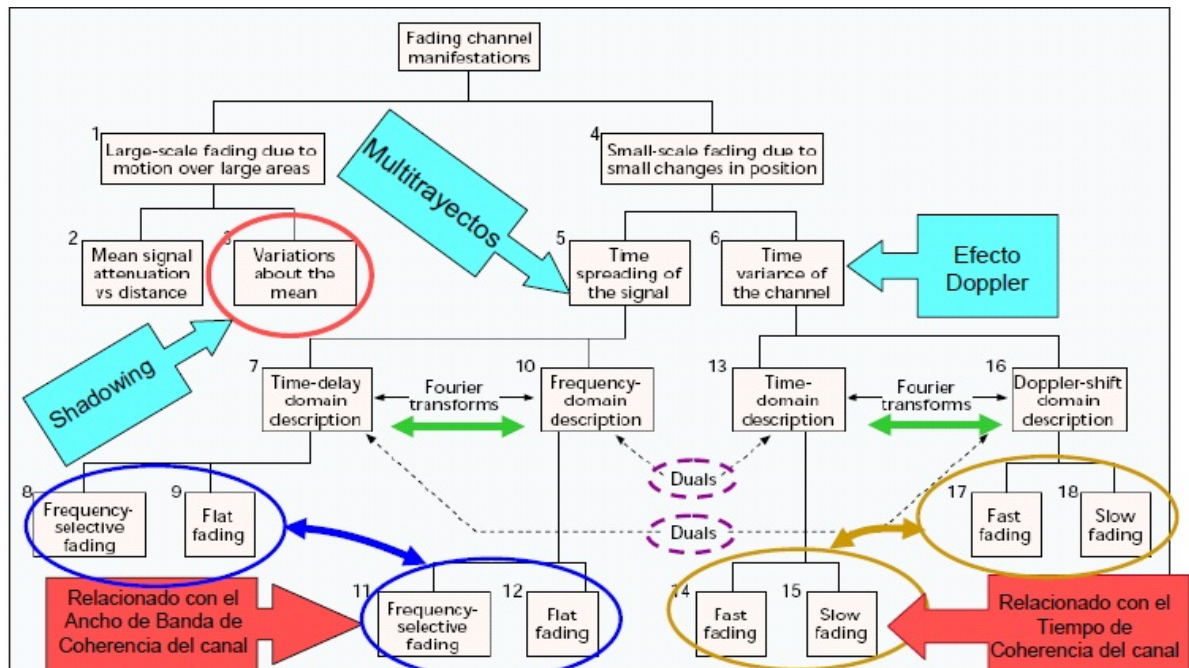 Fading channel
manifestations
1
Large-scale fading due to
motion over large areas
4
Small-scale fading due to
small changes in position
Multitrayectos
2
Mean signal
attenuation
vs distance
3
Variations
about the
mean
5
Time
spreading of
the signal
6
Time
variance of
the channel
Efecto
Doppler
Shadowing
7
Time-delay
domain
description
Fourier
transforms
10
Frequency-
domain
description
13
Time-
domain
description
Fourier
transforms
16
Doppler-shift
domain
description
Duals
Duals
8
Frequency-
selective
fading
9
Flat
fading
17
Fast
fading
18
Slow
fading
Relacionado con el
Ancho de Banda de
Coherencia del canal
11
Frequency-
selective
fading
12
Flat
fading
14
Fast
fading
15
Slow
fading
Relacionado con el
Tiempo de
Coherencia del canal